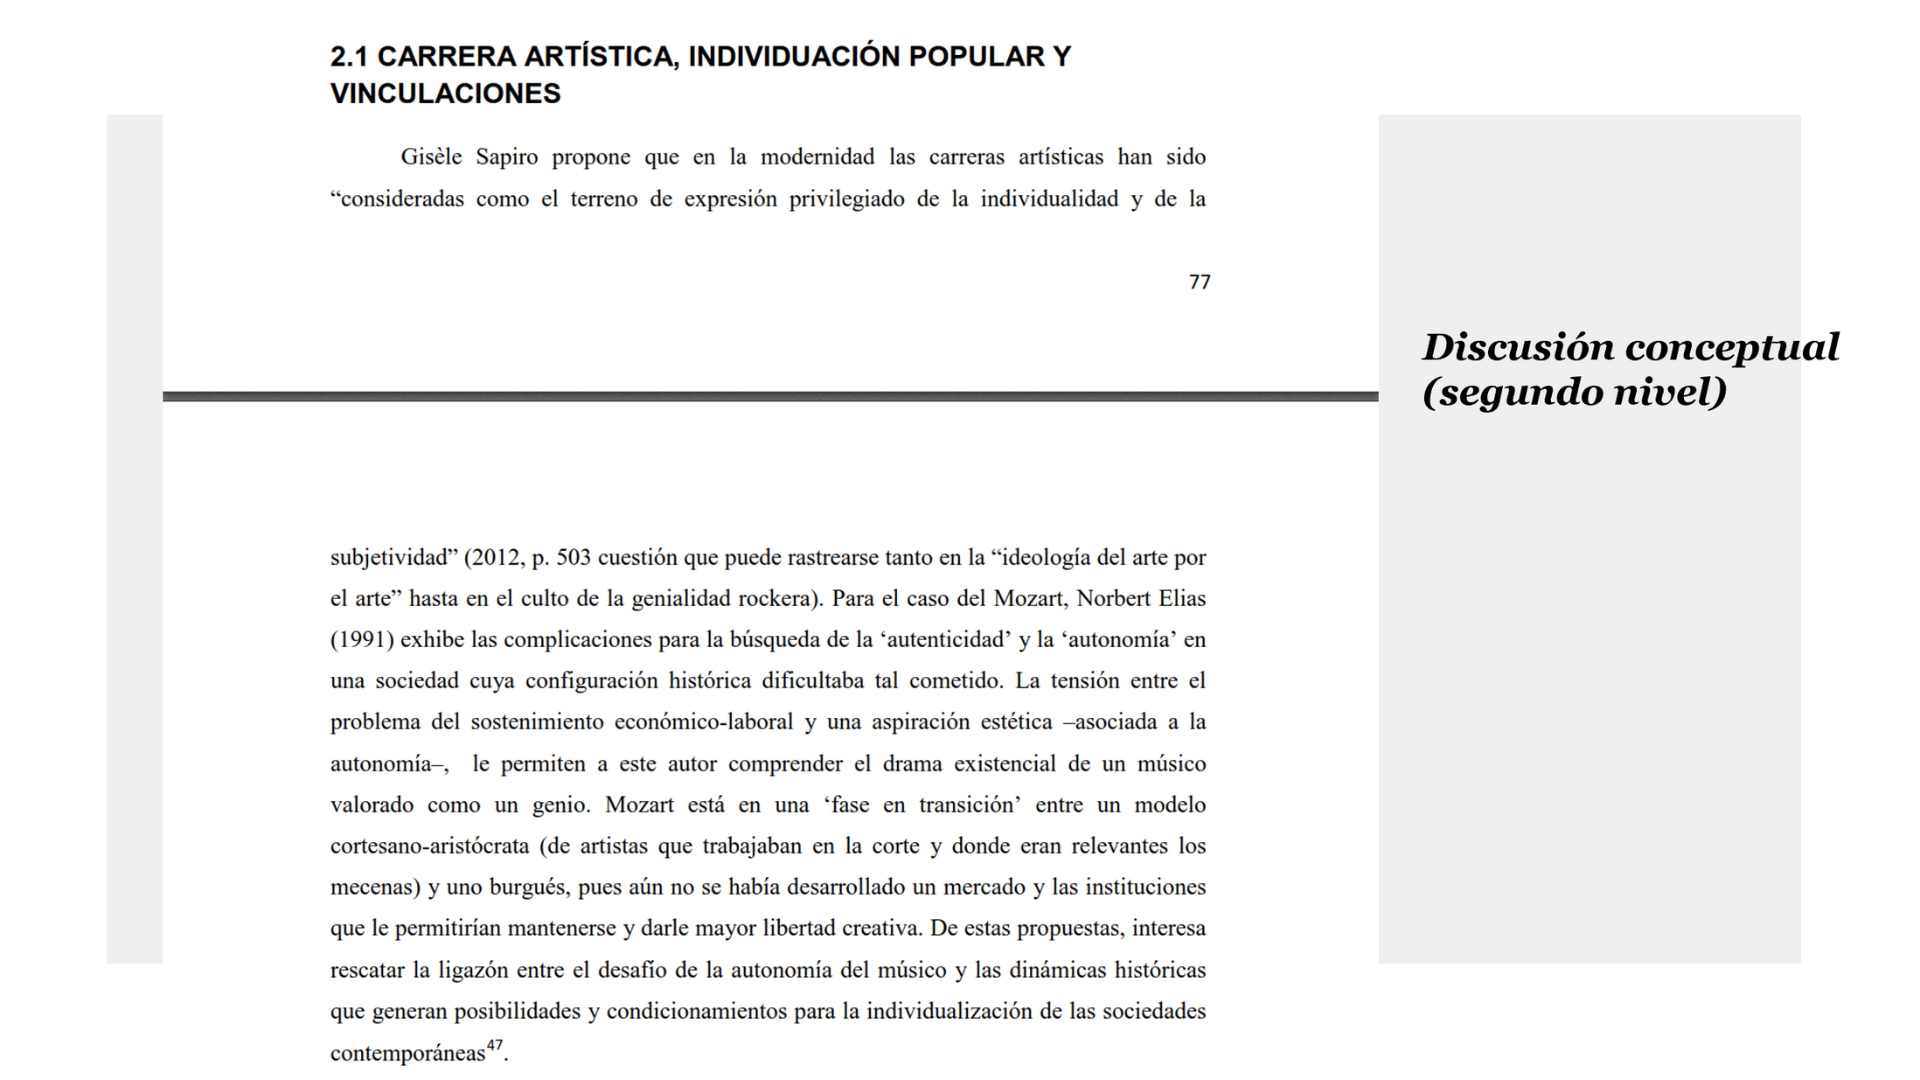 2.1 CARRERA ARTÍSTICA, INDIVIDUACIÓN POPULAR Y
VINCULACIONES
Gisèle Sapiro propone que en la modernidad las carreras artísticas han sido
“consideradas como el terreno de expresión privilegiado de la individualidad y de la
77
Discusión conceptual
(segundo nivel)
subjetividad” (2012, p. 503 cuestión que puede rastrearse tanto en la “ideología del arte por
el arte” hasta en el culto de la genialidad rockera). Para el caso del Mozart, Norbert Elias
(1991) exhibe las complicaciones para la búsqueda de la ‘autenticidad’ y la ‘autonomía’ en
una sociedad cuya configuración histórica dificultaba tal cometido. La tensión entre el
problema del sostenimiento económico-laboral y una aspiración estética –asociada a la
autonomía–, le permiten a este autor comprender el drama existencial de un músico
valorado como un genio. Mozart está en una ‘fase en transición’ entre un modelo
cortesano-aristócrata (de artistas que trabajaban en la corte y donde eran relevantes los
mecenas) y uno burgués, pues aún no se había desarrollado un mercado y las instituciones
que le permitirían mantenerse y darle mayor libertad creativa. De estas propuestas, interesa
rescatar la ligazón entre el desafío de la autonomía del músico y las dinámicas históricas
que generan posibilidades y condicionamientos para la individualización de las sociedades
contemporáneas47.